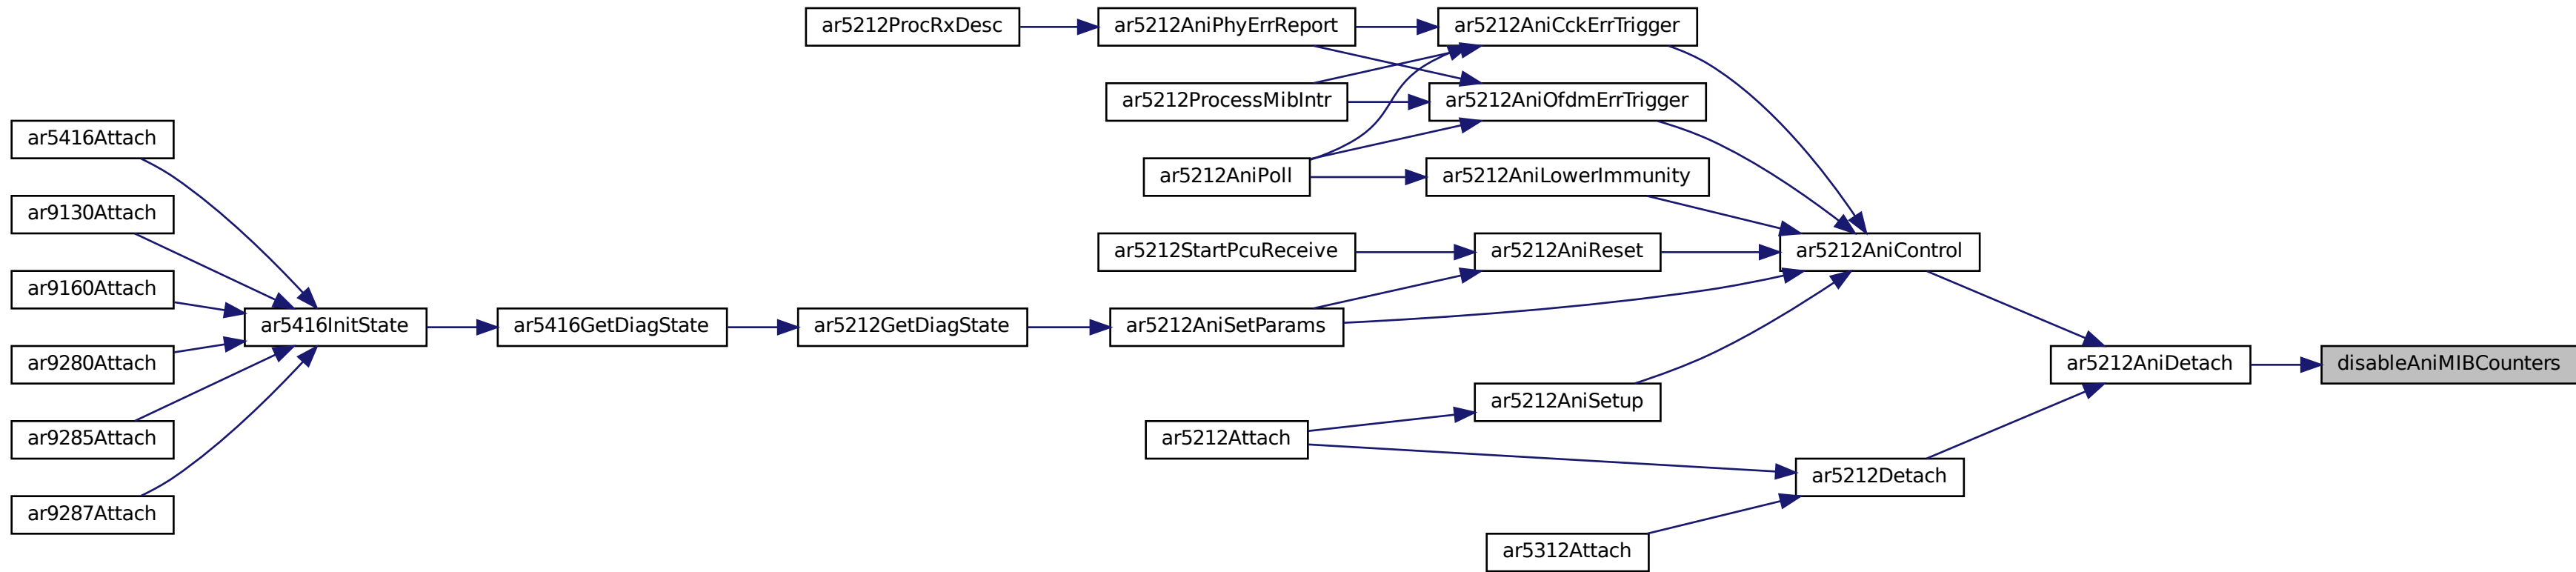 ar5212ProcRxDesc
ar5212AniPhyErrReport
ar5212AniCckErrTrigger
ar5212ProcessMibIntr
ar5212AniOfdmErrTrigger
ar5416Attach
ar5212AniPoll
ar5212AniLowerImmunity
ar9130Attach
ar5212StartPcuReceive
ar5212AniReset
ar5212AniControl
ar9160Attach
ar5416InitState
ar5416GetDiagState
ar5212GetDiagState
ar5212AniSetParams
ar9280Attach
ar5212AniDetach
disableAniMIBCounters
ar5212AniSetup
ar9285Attach
ar5212Attach
ar5212Detach
ar9287Attach
ar5312Attach